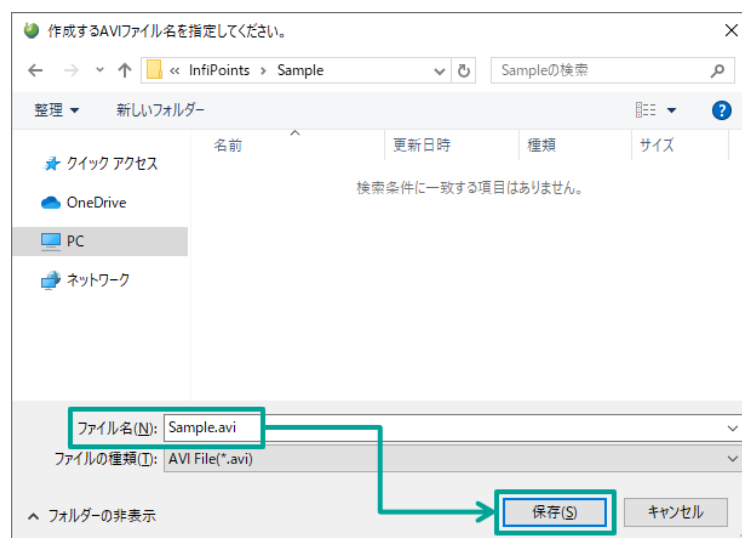 作成するAVIファイル名を指定してください。
« InfiPoints › Sample
Sampleの検索
整理 新しいフォルダー
名前 更新日時 種類 サイズ
クイック アクセス
検索条件に一致する項目はありません。
OneDrive
PC
ネットワーク
ファイル名(N): Sample.avi
ファイルの種類(T): AVI File(*.avi)
フォルダーの非表示 保存(S) キャンセル